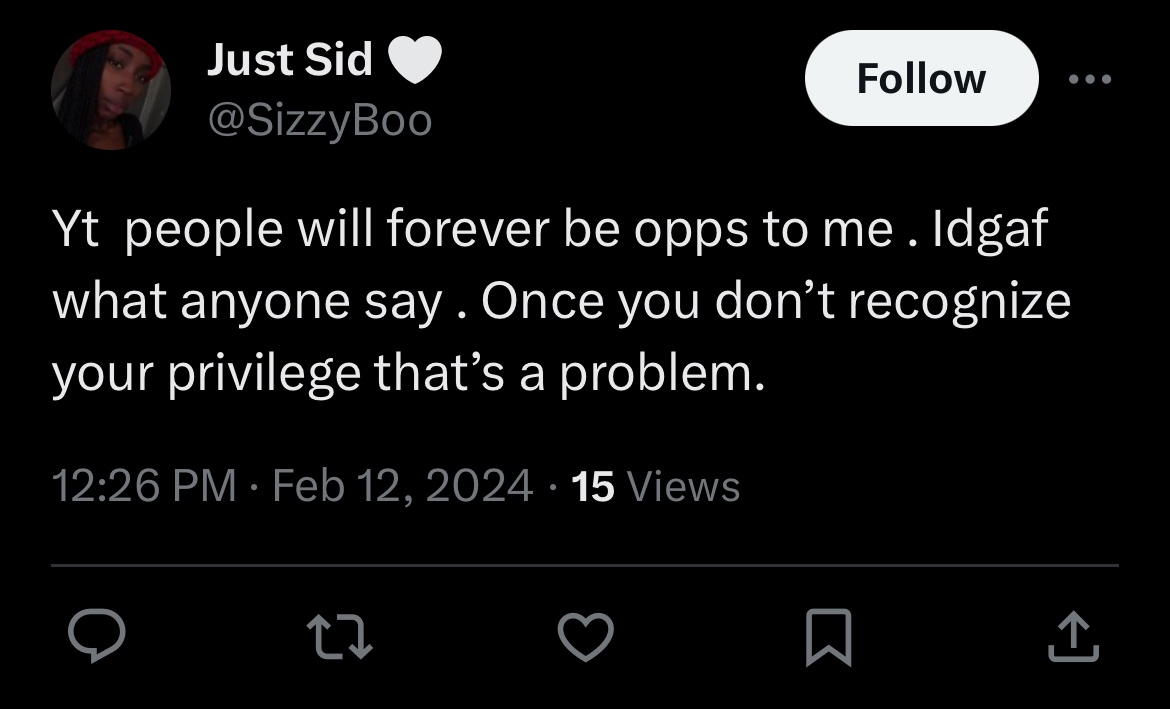 Just Sid 🤍
@SizzyBoo
Follow
Yt  people will forever be opps to me . Idgaf
what anyone say . Once you don’t recognize
your privilege that’s a problem.
12:26 PM · Feb 12, 2024 · 15 Views